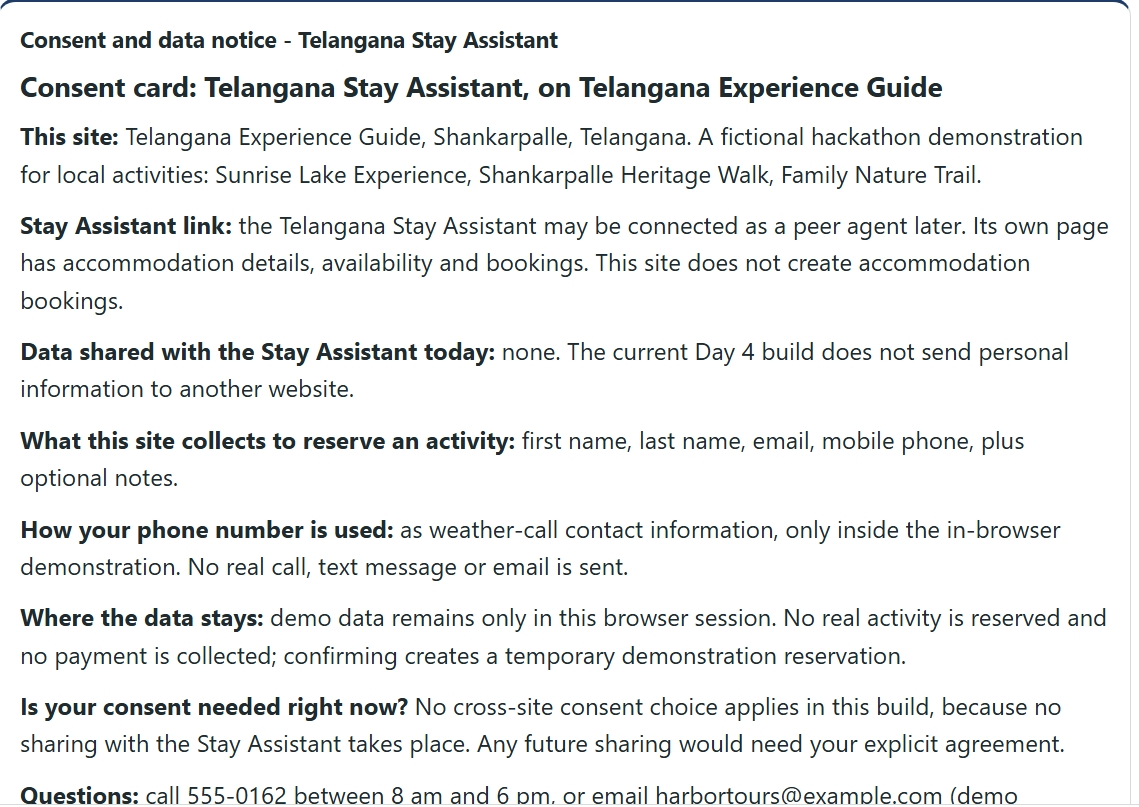 Consent and data notice - Telangana Stay Assistant
Consent card: Telangana Stay Assistant, on Telangana Experience Guide
This site: Telangana Experience Guide, Shankarpalle, Telangana. A fictional hackathon demonstration
for local activities: Sunrise Lake Experience, Shankarpalle Heritage Walk, Family Nature Trail.
Stay Assistant link: the Telangana Stay Assistant may be connected as a peer agent later. Its own page
has accommodation details, availability and bookings. This site does not create accommodation
bookings.
Data shared with the Stay Assistant today: none. The current Day 4 build does not send personal
information to another website.
What this site collects to reserve an activity: first name, last name, email, mobile phone, plus
optional notes.
How your phone number is used: as weather-call contact information, only inside the in-browser
demonstration. No real call, text message or email is sent.
Where the data stays: demo data remains only in this browser session. No real activity is reserved and
no payment is collected; confirming creates a temporary demonstration reservation.
Is your consent needed right now? No cross-site consent choice applies in this build, because no
sharing with the Stay Assistant takes place. Any future sharing would need your explicit agreement.
Questions: call 555-0162 between 8 am and 6 pm, or email harbortours@example.com (demo